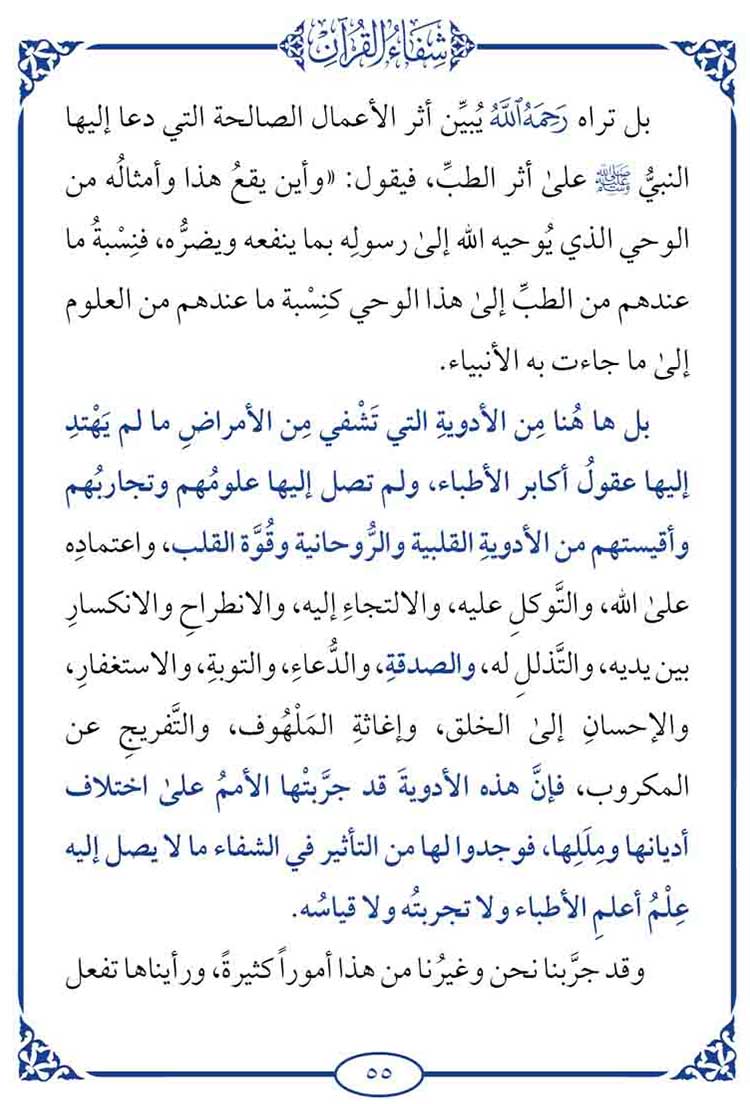 شِفَاءُ القُرْآنِ
بل تراه رَحِمَهُ ٱللَّهُ يُبيِّن أثر الأعمال الصالحة التي دعا إليها
النبيُّ ﷺ علىٰ أثر الطبِّ، فيقول: «وأين يقعُ هذا وأمثالُه من
الوحي الذي يُوحيه الله إلىٰ رسولِه بما ينفعه ويضرُّه، فنِسْبةُ ما
عندهم من الطبِّ إلىٰ هذا الوحي كنِسْبة ما عندهم من العلوم
إلىٰ ما جاءت به الأنبياء.
بل ها هُنا مِن الأدويةِ التي تَشْفي مِن الأمراضِ ما لم يَهْتدِ
إليها عقولُ أكابر الأطباء، ولم تصل إليها علومُهم وتجاربُهم
وأقيستهم من الأدويةِ القلبية والرُّوحانية وقُوَّة القلب، واعتمادِه
علىٰ الله، والتَّوكلِ عليه، والالتجاءِ إليه، والانطراحِ والانكسارِ
بين يديه، والتَّذللِ له، والصدقةِ، والدُّعاءِ، والتوبةِ، والاستغفارِ،
والإحسانِ إلىٰ الخلق، وإغاثةِ المَلْهُوف، والتَّفريجِ عن
المكروب، فإنَّ هذه الأدويةَ قد جرَّبتْها الأممُ علىٰ اختلاف
أديانها ومِلَلِها، فوجدوا لها من التأثير في الشفاء ما لا يصل إليه
عِلْمُ أعلمِ الأطباء ولا تجربتُه ولا قياسُه.
وقد جرَّبنا نحن وغيرُنا من هذا أموراً كثيرةً، ورأيناها تفعل
٥٥